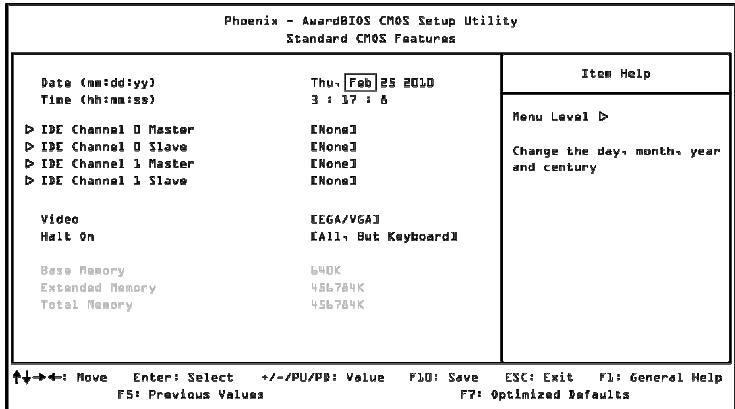 Phoenix - AwardBIOS CMOS Setup Utility
Standard CMOS Features
Date (mm:dd:yy) Thu, Feb 25 2010
Time (hh:mm:ss) 3 : 17 : 8
▷ IDE Channel 0 Master [None]
▷ IDE Channel 0 Slave [None]
▷ IDE Channel 1 Master [None]
▷ IDE Channel 1 Slave [None]
Video [EGA/VGA]
Halt On [All, But Keyboard]
Base Memory 640K
Extended Memory 456784K
Total Memory 456784K
Item Help
Menu Level ▷
Change the day, month, year
and century
↑↓→←: Move Enter: Select +/-/PU/PD: Value F10: Save ESC: Exit F1: General Help
F5: Previous Values F7: Optimized Defaults